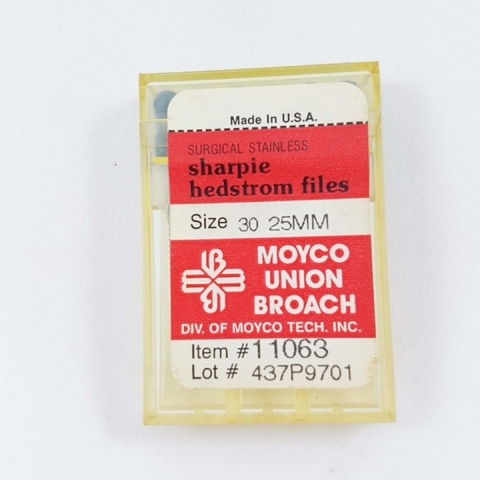 Made In U.S.A.
SURGICAL STAINLESS
sharpie
hedstrom files
Size 30 25MM
MOYCO
UNION
BROACH
DIV. OF MOYCO TECH. INC.
Item #11063
Lot # 437P9701